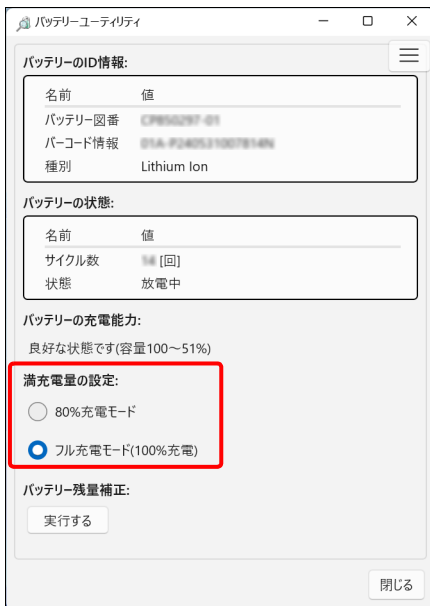 バッテリーユーティリティ
バッテリーのID情報:
名前 値
バッテリー図番
バーコード情報
種別 Lithium Ion
バッテリーの状態:
名前 値
サイクル数 [回]
状態 放電中
バッテリーの充電能力:
良好な状態です(容量100～51%)
満充電量の設定:
80%充電モード
フル充電モード(100%充電)
バッテリー残量補正:
実行する
閉じる